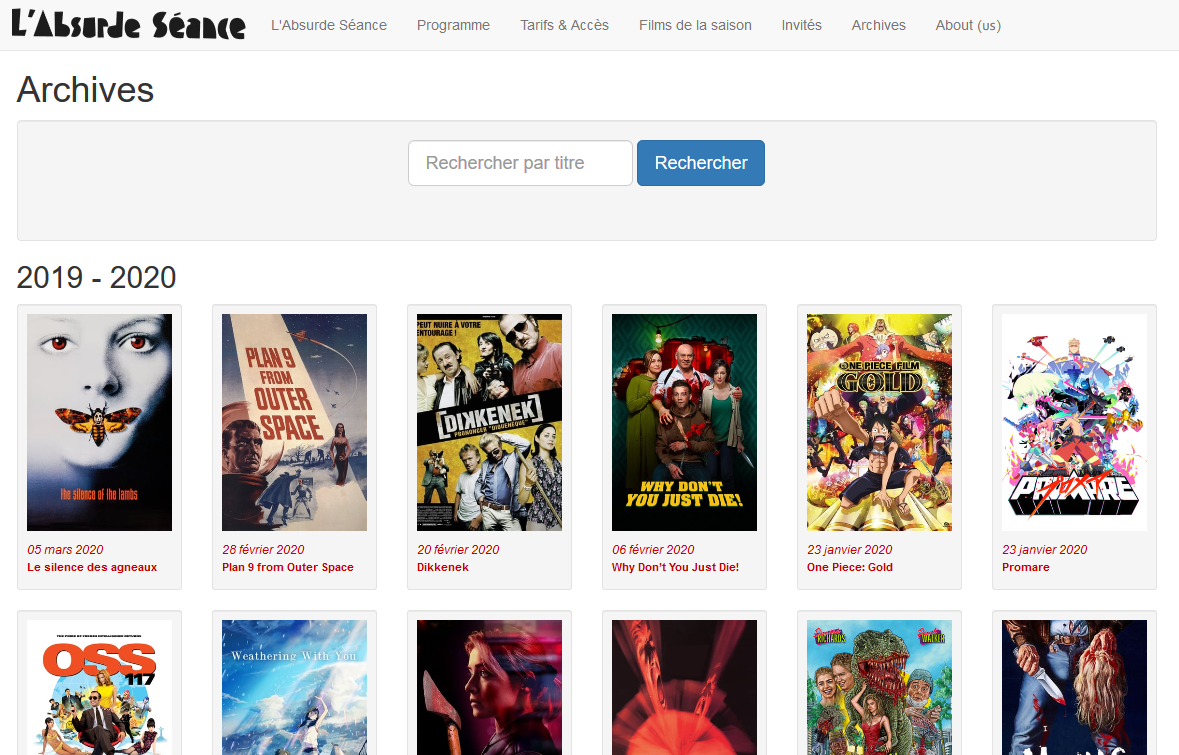 L'Absurde Séance
L'Absurde Séance
Programme
Tarifs & Accès
Films de la saison
Invités
Archives
About (us)
Archives
Rechercher par titre
Rechercher
2019 - 2020
the silence of the lambs
05 mars 2020
Le silence des agneaux
PLAN 9
FROM
OUTER
SPACE
28 février 2020
Plan 9 from Outer Space
PEUT NUIRE À VOTRE
ENTOURAGE !
[DIKKENEK]
PRONONCER "DIKKENÈQUE"
20 février 2020
Dikkenek
WHY DON'T
YOU JUST DIE!
06 février 2020
Why Don't You Just Die!
ONE PIECE FILM
GOLD
23 janvier 2020
One Piece: Gold
PROMARE
23 janvier 2020
Promare
OSS
117
Weathering With You
RICHARDS
WALKER